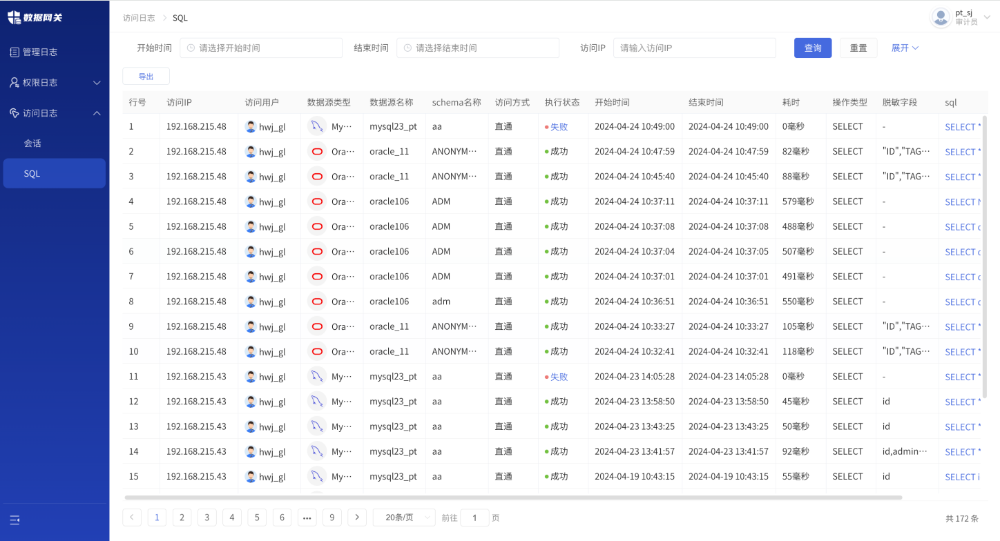 数据网关
访问日志 SQL
pt_sj
审计员
管理日志
权限日志
访问日志
会话
SQL
开始时间 请选择开始时间 结束时间 请选择结束时间 访问IP 请输入访问IP 查询 重置 展开
导出
行号 访问IP 访问用户 数据源类型 数据源名称 schema名称 访问方式 执行状态 开始时间 结束时间 耗时 操作类型 脱敏字段 sql
1 192.168.215.48 hwj_gl My··· mysql23_pt aa 直通 失败 2024-04-24 10:49:00 2024-04-24 10:49:00 0毫秒 SELECT - SELECT *
2 192.168.215.48 hwj_gl Ora··· oracle_11 ANONYM··· 直通 成功 2024-04-24 10:47:59 2024-04-24 10:47:59 82毫秒 SELECT "ID","TAG··· SELECT *
3 192.168.215.48 hwj_gl Ora··· oracle_11 ANONYM··· 直通 成功 2024-04-24 10:45:40 2024-04-24 10:45:40 88毫秒 SELECT "ID","TAG··· SELECT *
4 192.168.215.48 hwj_gl Ora··· oracle106 ADM 直通 成功 2024-04-24 10:37:11 2024-04-24 10:37:11 579毫秒 SELECT - SELECT
5 192.168.215.48 hwj_gl Ora··· oracle106 ADM 直通 成功 2024-04-24 10:37:08 2024-04-24 10:37:08 488毫秒 SELECT - SELECT
6 192.168.215.48 hwj_gl Ora··· oracle106 ADM 直通 成功 2024-04-24 10:37:04 2024-04-24 10:37:05 507毫秒 SELECT - SELECT
7 192.168.215.48 hwj_gl Ora··· oracle106 ADM 直通 成功 2024-04-24 10:37:01 2024-04-24 10:37:01 491毫秒 SELECT - SELECT
8 192.168.215.48 hwj_gl Ora··· oracle106 adm 直通 成功 2024-04-24 10:36:51 2024-04-24 10:36:51 550毫秒 SELECT - SELECT
9 192.168.215.48 hwj_gl Ora··· oracle_11 ANONYM··· 直通 成功 2024-04-24 10:33:27 2024-04-24 10:33:27 105毫秒 SELECT "ID","TAG··· SELECT *
10 192.168.215.48 hwj_gl Ora··· oracle_11 ANONYM··· 直通 成功 2024-04-24 10:32:41 2024-04-24 10:32:41 118毫秒 SELECT "ID","TAG··· SELECT *
11 192.168.215.43 hwj_gl My··· mysql23_pt aa 直通 失败 2024-04-23 14:05:28 2024-04-23 14:05:28 0毫秒 SELECT - SELECT *
12 192.168.215.43 hwj_gl My··· mysql23_pt aa 直通 成功 2024-04-23 13:58:50 2024-04-23 13:58:50 45毫秒 SELECT id SELECT *
13 192.168.215.43 hwj_gl My··· mysql23_pt aa 直通 成功 2024-04-23 13:43:25 2024-04-23 13:43:25 50毫秒 SELECT id SELECT *
14 192.168.215.43 hwj_gl My··· mysql23_pt aa 直通 成功 2024-04-23 13:41:57 2024-04-23 13:41:57 92毫秒 SELECT id,admin··· SELECT *
15 192.168.215.43 hwj_gl My··· mysql23_pt aa 直通 成功 2024-04-19 10:43:15 2024-04-19 10:43:15 55毫秒 SELECT id SELECT i
1 2 3 4 5 6 ··· 9 20条/页 前往 1 页 共 172 条